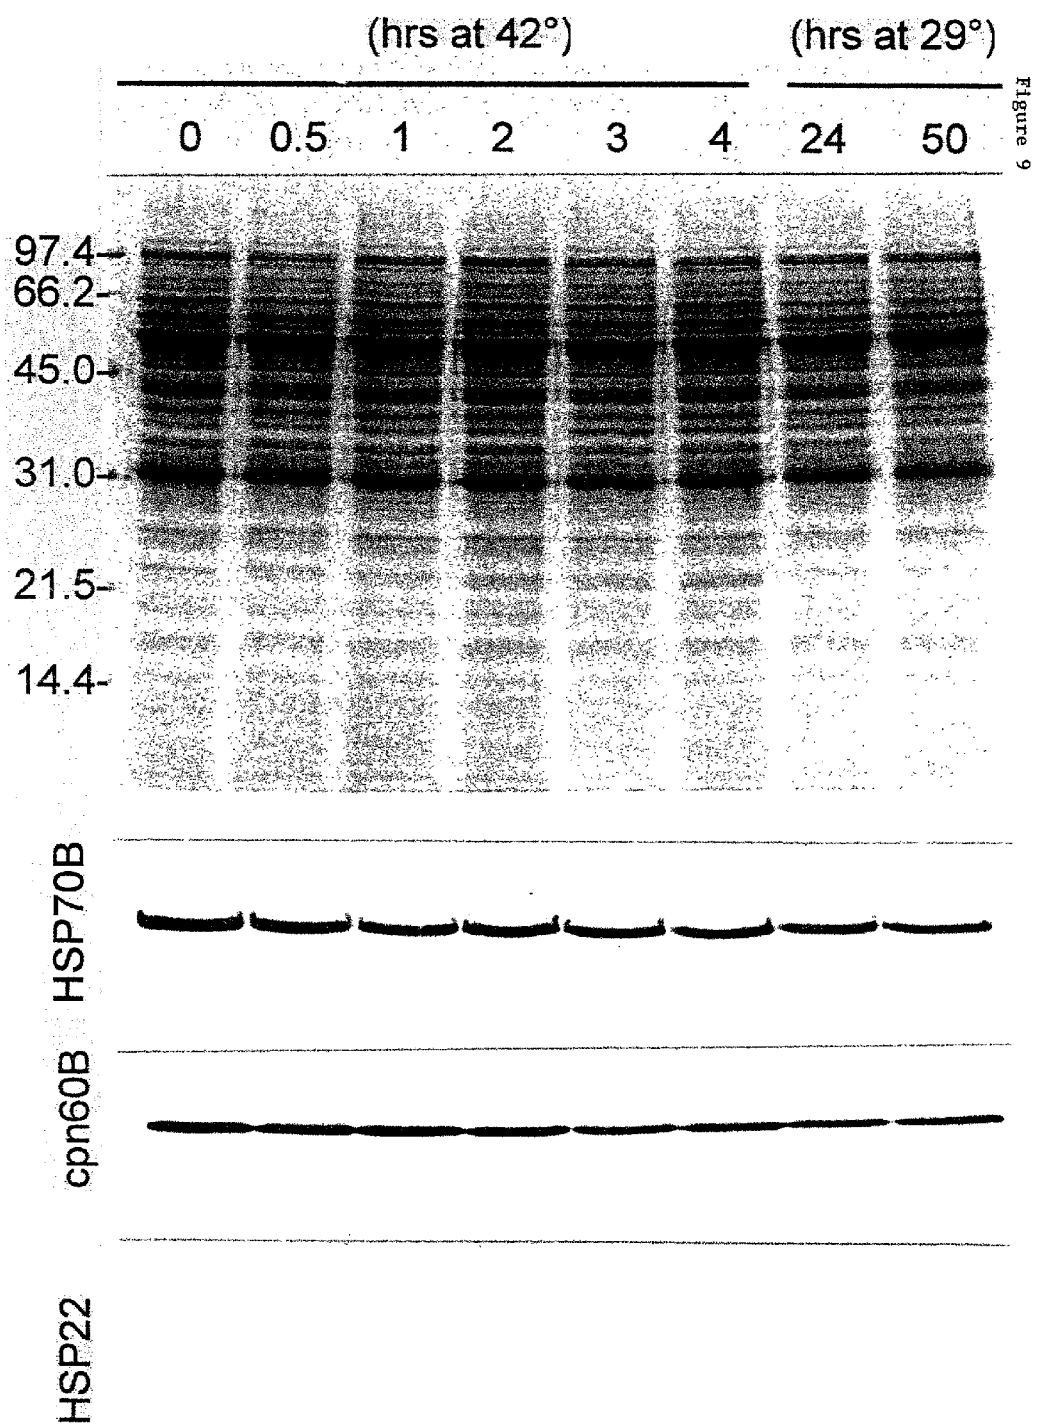 (hrs at 42°) (hrs at 29°)
Figure 9
0 0.5 1 2 3 4 24 50
97.4-
66.2-
45.0-
31.0-
21.5-
14.4-
HSP70B
cpn60B
HSP22